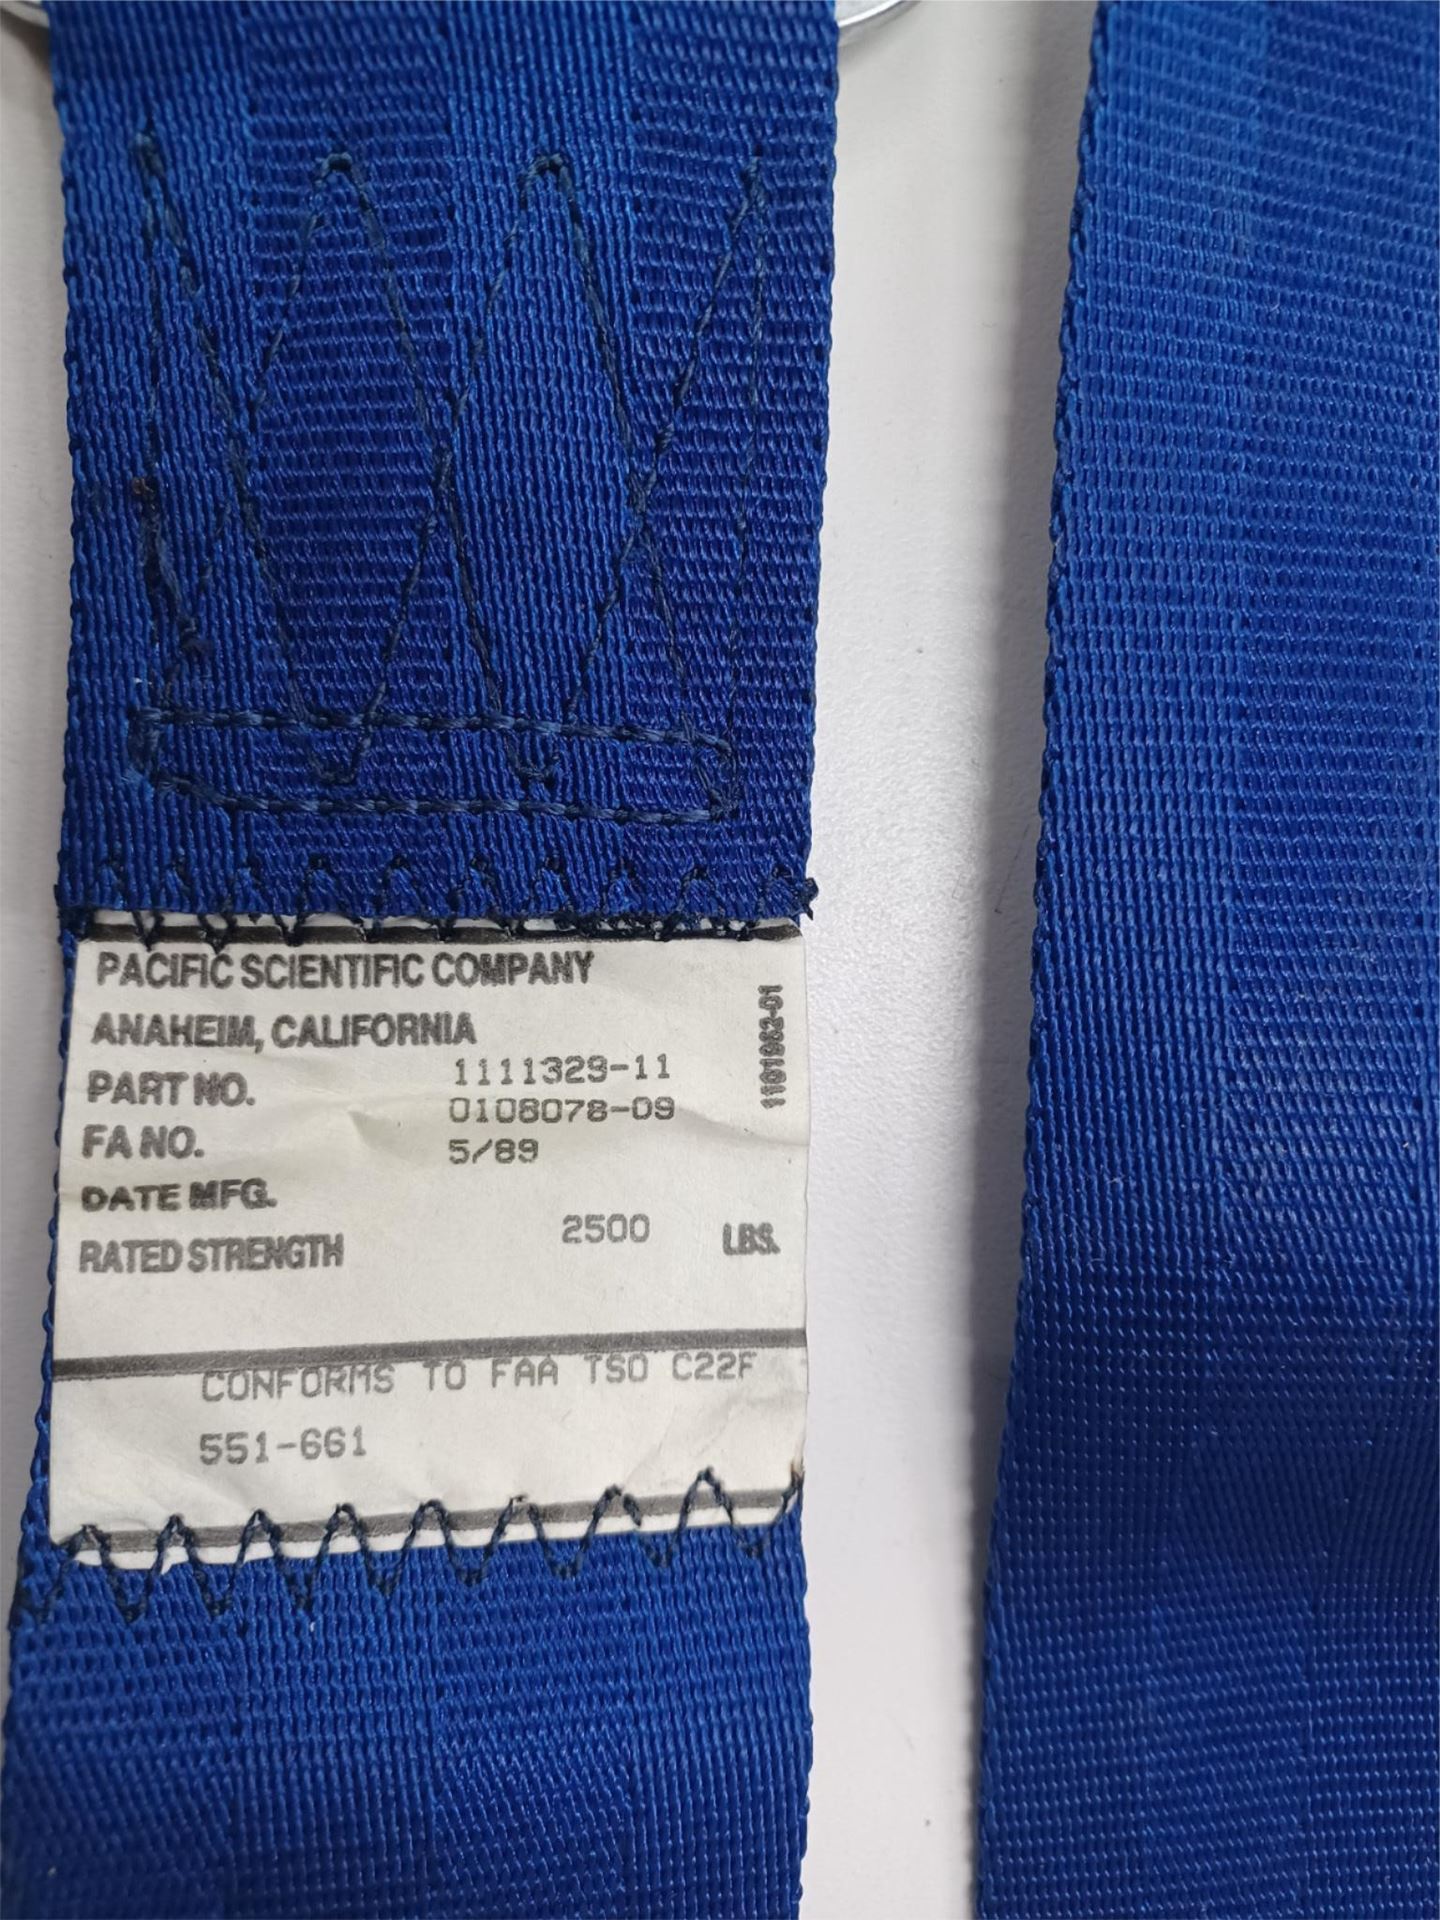 PACIFIC SCIENTIFIC COMPANY
ANAHEIM, CALIFORNIA
PART NO. 1111329-11
FA NO. 0108078-09
DATE MFG. 5/89
RATED STRENGTH 2500 LBS.
CONFORMS TO FAA TSO C22F
551-661